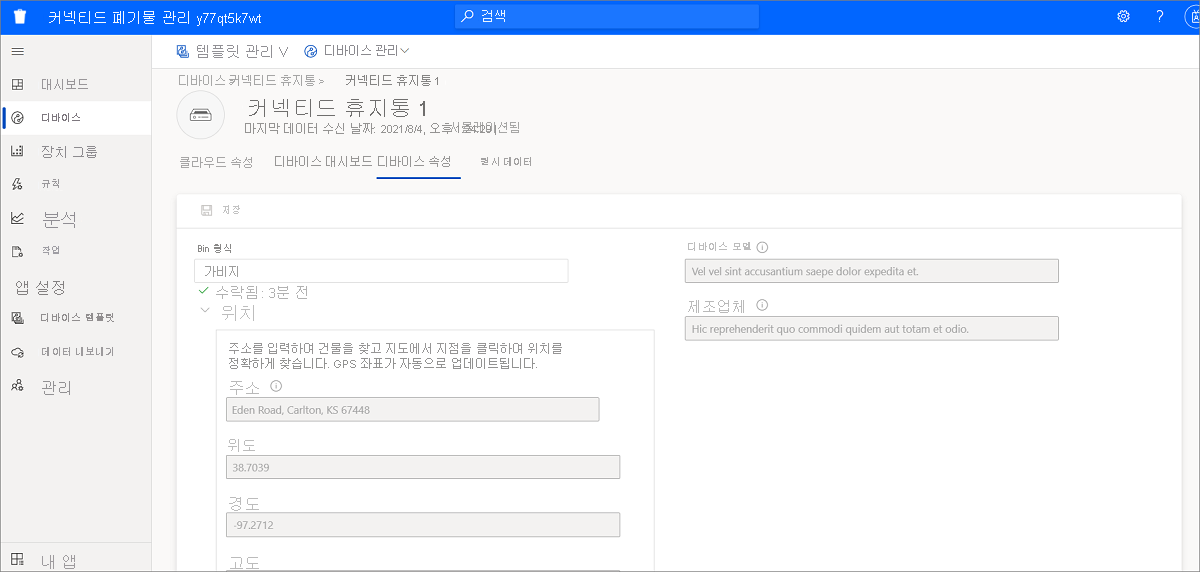 커넥티드 폐기물 관리 y77qt5k7wt
검색
?
템플릿 관리
디바이스 관리
대시보드
디바이스
장치 그룹
규칙
분석
작업
앱 설정
디바이스 템플릿
데이터 내보내기
관리
내 앱
디바이스 커넥티드 휴지통 > 커넥티드 휴지통 1
커넥티드 휴지통 1
마지막 데이터 수신 날짜: 2021/8/4, 오후
클라우드 속성 디바이스 대시보드 디바이스 속성 데이터
저장
Bin 형식
가비지
수락됨: 3분 전
위치
주소를 입력하여 건물을 찾고 지도에서 지점을 클릭하여 위치를
정확하게 찾습니다. GPS 좌표가 자동으로 업데이트됩니다.
주소
Eden Road, Carlton, KS 67448
위도
38.7039
경도
-97.2712
고도
디바이스 모델
Vel vel sint accusantium saepe dolor expedita et.
제조업체
Hic reprehenderit quo commodi quidem aut totam et odio.